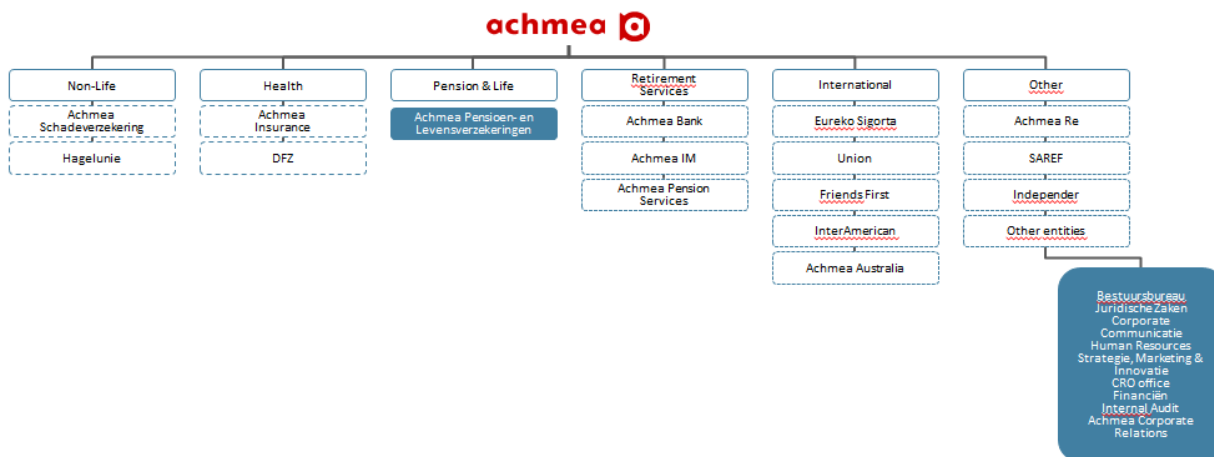 achmea
Non-Life
Achmea
Schadeverzekering
Hagelunie
Health
Achmea
Insurance
DFZ
Pension & Life
Achmea Pensioen- en
Levensverzekeringen
Retirement
Services
Achmea Bank
Achmea IM
Achmea Pension
Services
International
Eureko Sigorta
Union
Friends First
InterAmerican
Achmea Australia
Other
Achmea Re
SAREF
Independer
Other entities
Bestuursbureau
Juridische Zaken
Corporate
Communicatie
Human Resources
Strategie, Marketing &
Innovatie
CRO office
Financiën
Internal Audit
Achmea Corporate
Relations